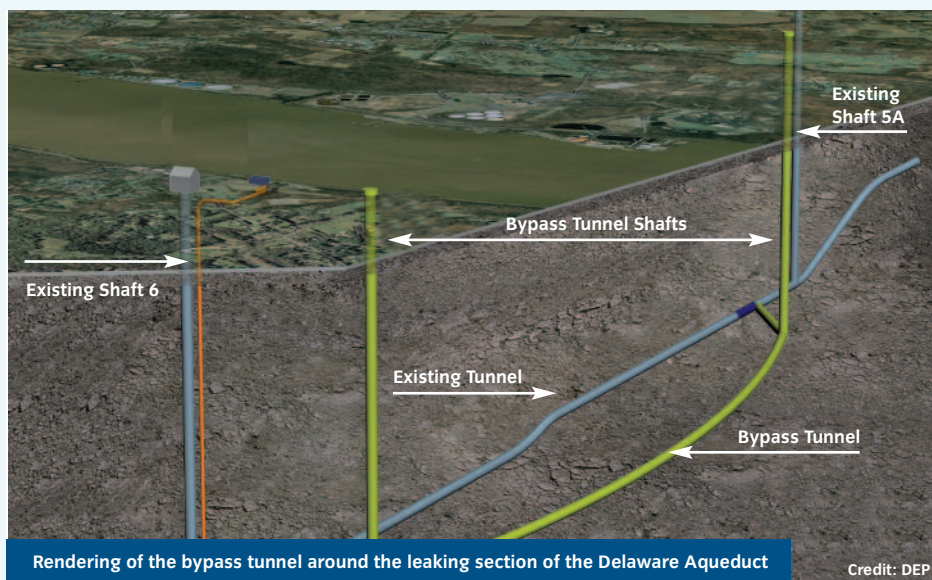 Existing
Shaft 5A
Bypass Tunnel Shafts
Existing Shaft 6
Existing Tunnel
Bypass Tunnel
Rendering of the bypass tunnel around the leaking section of the Delaware Aqueduct
Credit: DEP